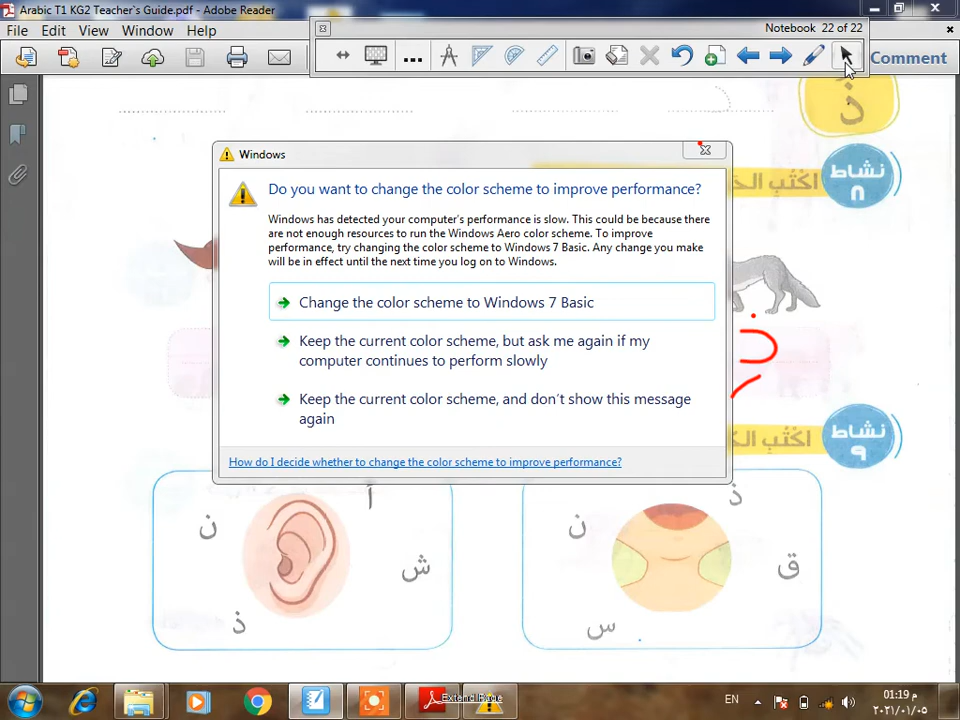 Arabic T1 KG2 Teacher`s Guide.pdf - Adobe Reader
File Edit View Window Help
Notebook 22 of 22
Comment
ذ
نشاط
٨
Windows
Do you want to change the color scheme to improve performance?
Windows has detected your computer's performance is slow. This could be because there
are not enough resources to run the Windows Aero color scheme. To improve
performance, try changing the color scheme to Windows 7 Basic. Any change you make
will be in effect until the next time you log on to Windows.
Change the color scheme to Windows 7 Basic
Keep the current color scheme, but ask me again if my
computer continues to perform slowly
Keep the current color scheme, and don't show this message
again
How do I decide whether to change the color scheme to improve performance?
نشاط
٩
اكْتُبِ
ذ
ن
ق
س
آ
ن
ش
ذ
Extend Page
EN
م 01:19
٢٠٢١/٠١/٠٥